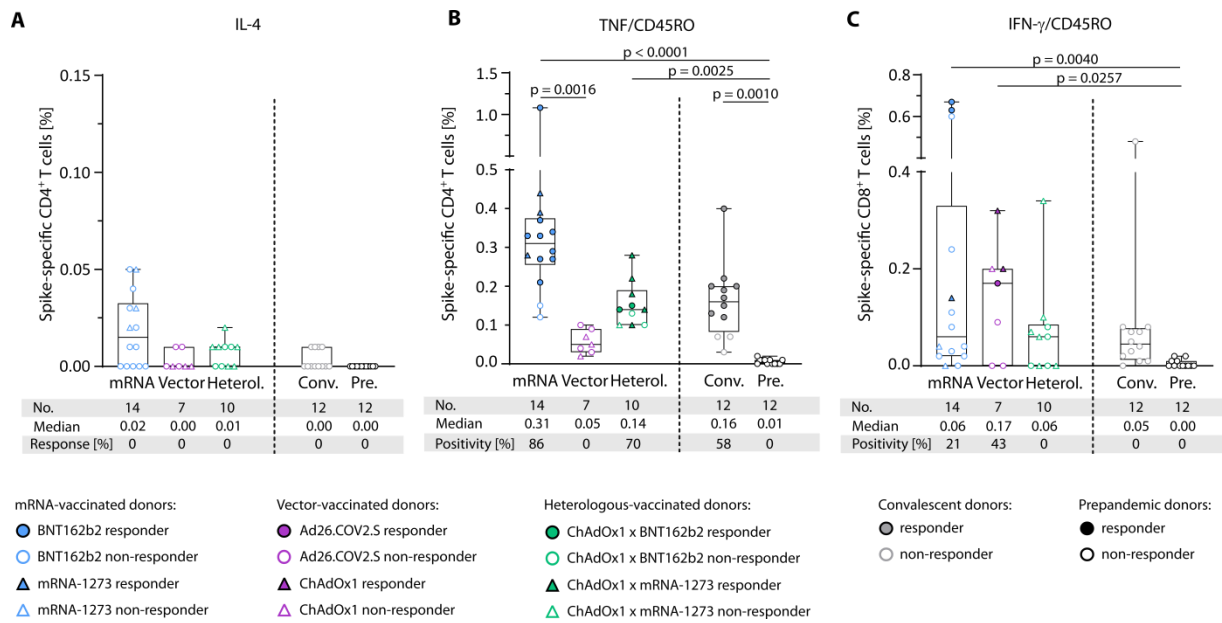 A
IL-4
Spike-specific CD4+ T cells [%]
0.15
0.10
0.05
0.00
mRNA Vector Heterol. Conv. Pre.
No. 14 7 10 12 12
Median 0.02 0.00 0.01 0.00 0.00
Response [%] 0 0 0 0 0
B
TNF/CD45RO
p < 0.0001
p = 0.0025
p = 0.0016
p = 0.0010
Spike-specific CD4+ T cells [%]
1.5
1.0
0.5
0.4
0.3
0.2
0.1
0.0
mRNA Vector Heterol. Conv. Pre.
No. 14 7 10 12 12
Median 0.31 0.05 0.14 0.16 0.01
Positivity [%] 86 0 70 58 0
C
IFN-γ/CD45RO
p = 0.0040
p = 0.0257
Spike-specific CD8+ T cells [%]
0.8
0.6
0.4
0.2
0.0
mRNA Vector Heterol. Conv. Pre.
No. 14 7 10 12 12
Median 0.06 0.17 0.06 0.05 0.00
Positivity [%] 21 43 0 0 0
mRNA-vaccinated donors:
BNT162b2 responder
BNT162b2 non-responder
mRNA-1273 responder
mRNA-1273 non-responder
Vector-vaccinated donors:
Ad26.COV2.S responder
Ad26.COV2.S non-responder
ChAdOx1 responder
ChAdOx1 non-responder
Heterologous-vaccinated donors:
ChAdOx1 x BNT162b2 responder
ChAdOx1 x BNT162b2 non-responder
ChAdOx1 x mRNA-1273 responder
ChAdOx1 x mRNA-1273 non-responder
Convalescent donors:
responder
non-responder
Prepandemic donors:
responder
non-responder